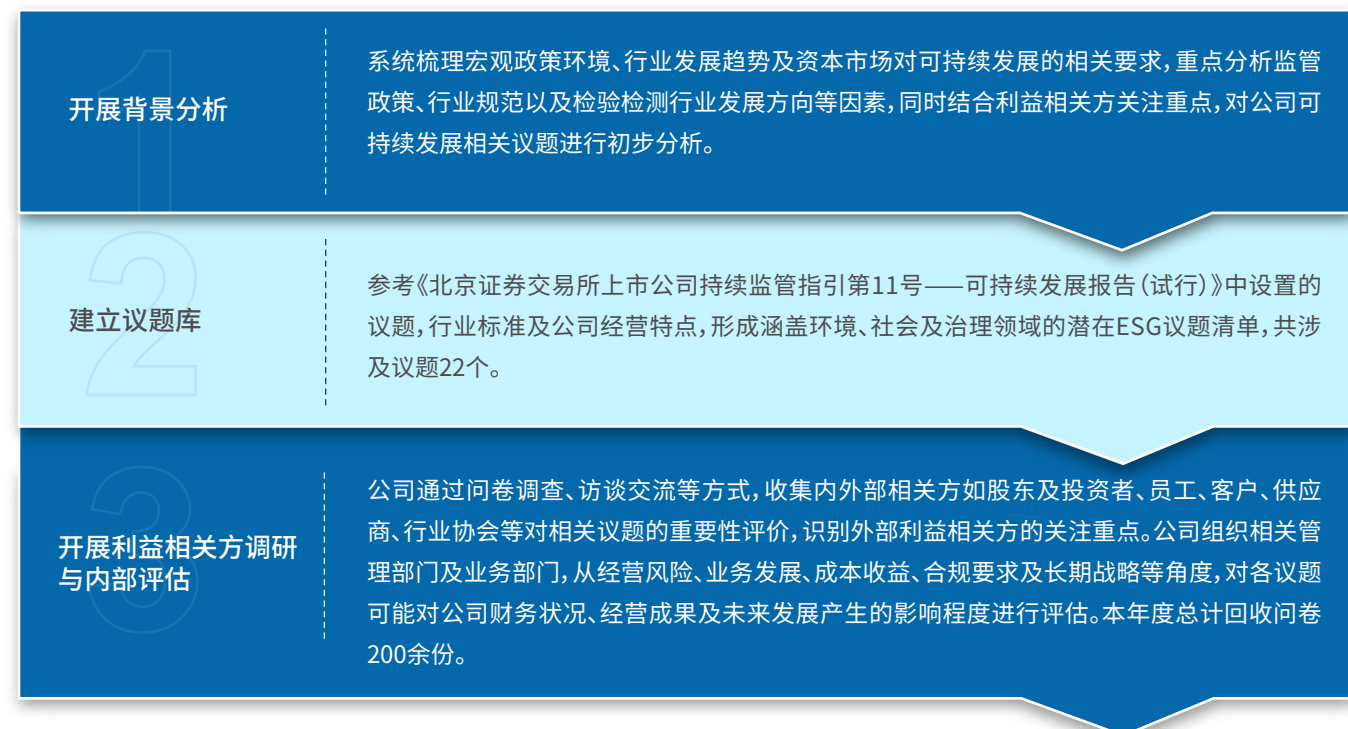 1
开展背景分析
系统梳理宏观政策环境、行业发展趋势及资本市场对可持续发展的相关要求，重点分析监管
政策、行业规范以及检验检测行业发展方向等因素，同时结合利益相关方关注重点，对公司可
持续发展相关议题进行初步分析。
2
建立议题库
参考《北京证券交易所上市公司持续监管指引第11号——可持续发展报告（试行）》中设置的
议题，行业标准及公司经营特点，形成涵盖环境、社会及治理领域的潜在ESG议题清单，共涉
及议题22个。
3
开展利益相关方调研
与内部评估
公司通过问卷调查、访谈交流等方式，收集内外部相关方如股东及投资者、员工、客户、供应
商、行业协会等对相关议题的重要性评价，识别外部利益相关方的关注重点。公司组织相关管
理部门及业务部门，从经营风险、业务发展、成本收益、合规要求及长期战略等角度，对各议题
可能对公司财务状况、经营成果及未来发展产生的影响程度进行评估。本年度总计回收问卷
200余份。